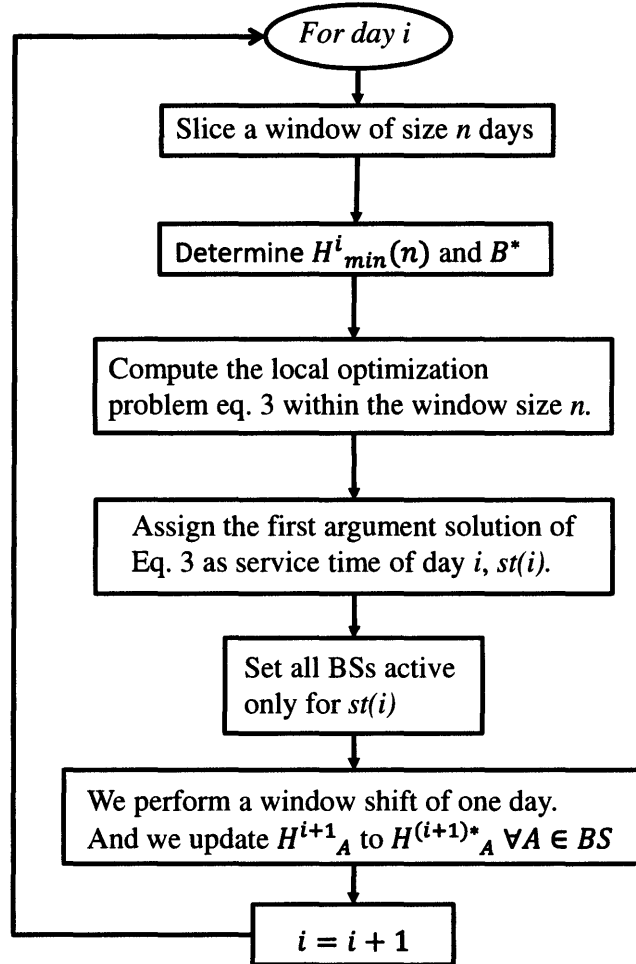 For day i
Slice a window of size n days
Determine H^i_min(n) and B*
Compute the local optimization
problem eq. 3 within the window size n.
Assign the first argument solution of
Eq. 3 as service time of day i, st(i).
Set all BSs active
only for st(i)
We perform a window shift of one day.
And we update H^{i+1}_A to H^{(i+1)*}_A ∀A ∈ BS
i = i + 1